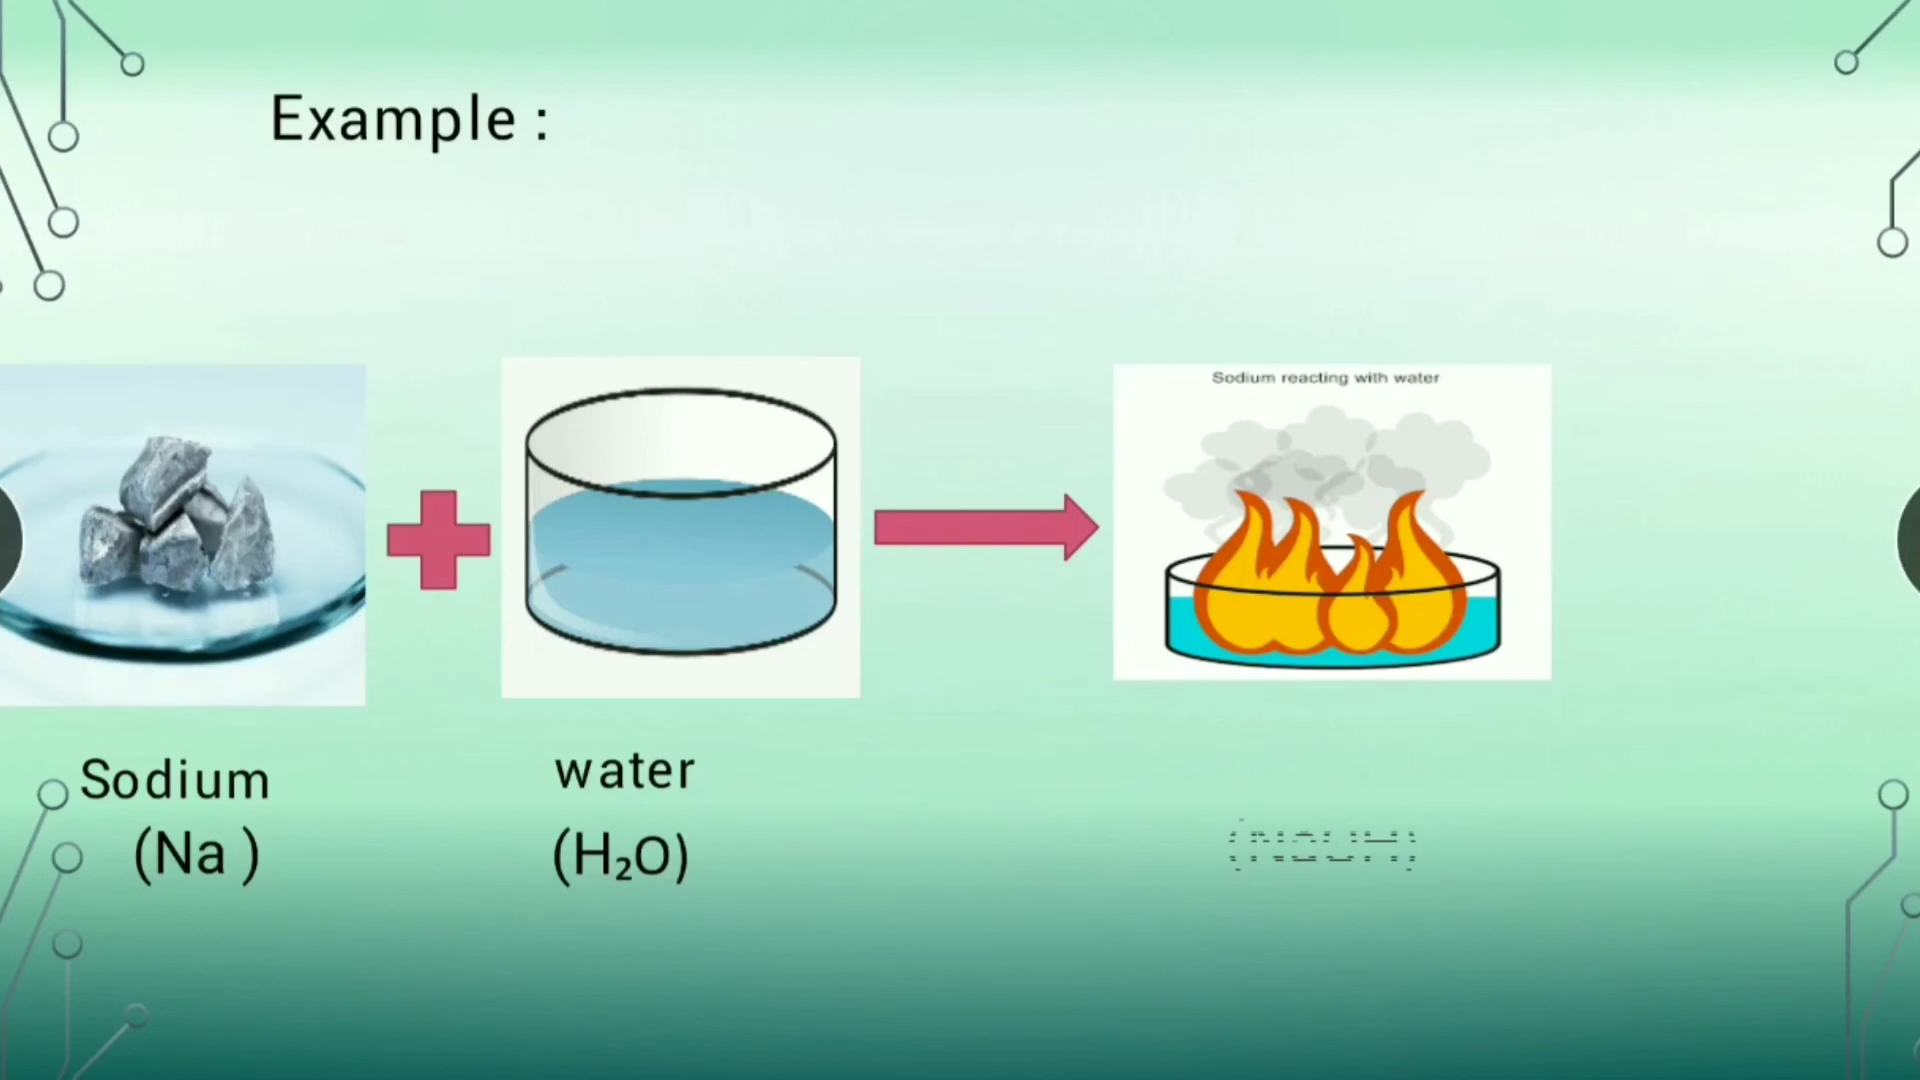 Example :
Sodium reacting with water
Sodium
(Na )
water
(H₂O)